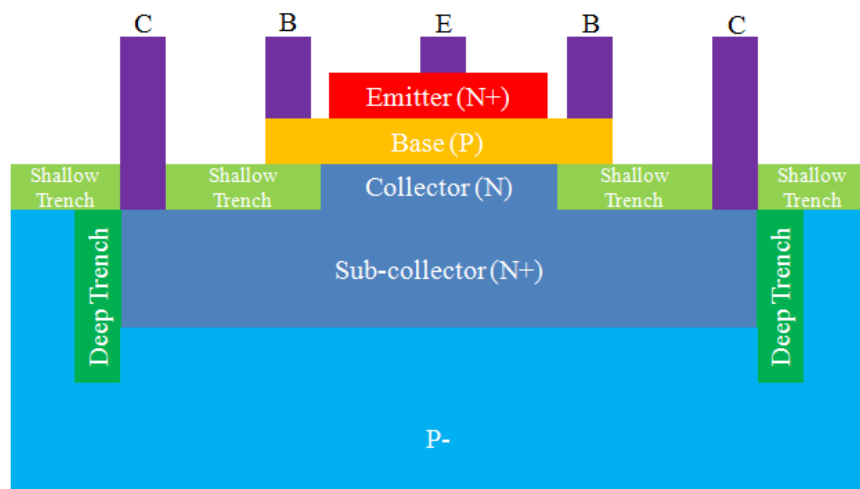 C B E B C
Emitter (N+)
Base (P)
Shallow
Trench
Shallow
Trench
Collector (N)
Shallow
Trench
Shallow
Trench
Deep Trench
Sub-collector (N+)
Deep Trench
P-